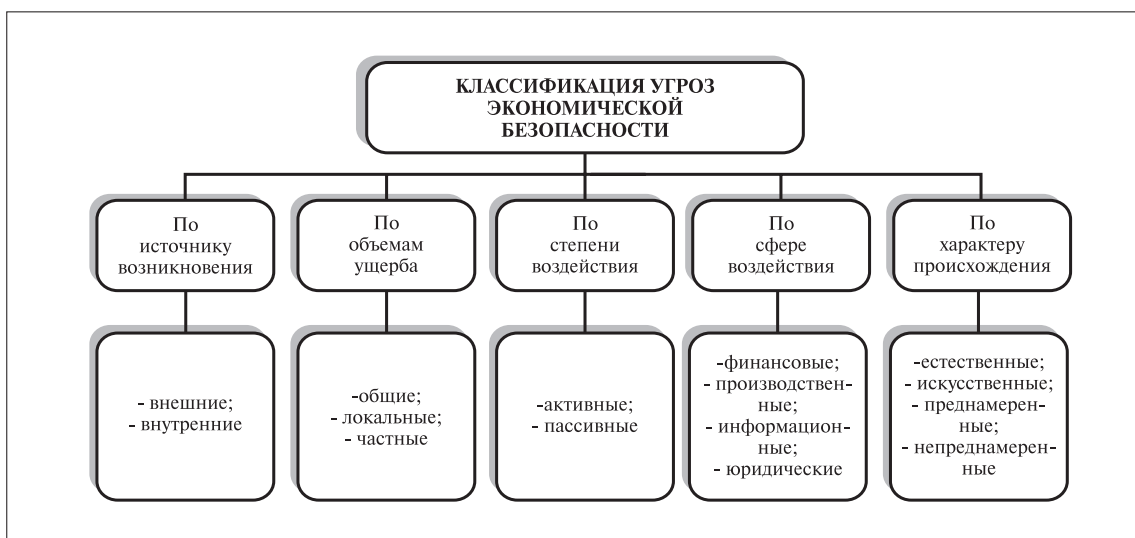 КЛАССИФИКАЦИЯ УГРОЗ
ЭКОНОМИЧЕСКОЙ
БЕЗОПАСНОСТИ
По
источнику
возникновения
По
объемам
ущерба
По
степени
воздействия
По
сфере
воздействия
По
характеру
происхождения
- внешние;
- внутренние
-общие;
- локальные;
- частные
-активные;
- пассивные
-финансовые;
- производствен-
ные;
- информацион-
ные;
- юридические
-естественные;
- искусственные;
- преднамерен-
ные;
- непреднамерен-
ные